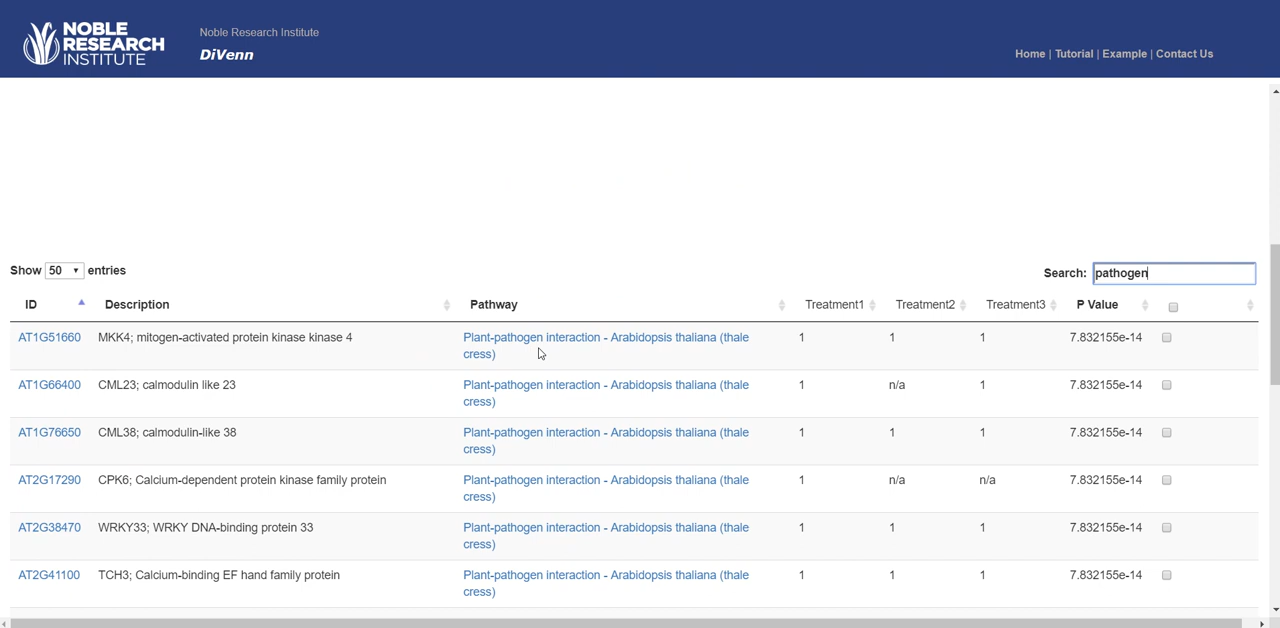 NOBLE
RESEARCH
INSTITUTE
Noble Research Institute
DiVenn
Home | Tutorial | Example | Contact Us
Show 50 entries
Search: pathogen
ID Description Pathway Treatment1 Treatment2 Treatment3 P Value
AT1G51660 MKK4; mitogen-activated protein kinase kinase 4 Plant-pathogen interaction - Arabidopsis thaliana (thale 1 1 1 7.832155e-14
cress)
AT1G66400 CML23; calmodulin like 23 Plant-pathogen interaction - Arabidopsis thaliana (thale 1 n/a 1 7.832155e-14
cress)
AT1G76650 CML38; calmodulin-like 38 Plant-pathogen interaction - Arabidopsis thaliana (thale 1 1 1 7.832155e-14
cress)
AT2G17290 CPK6; Calcium-dependent protein kinase family protein Plant-pathogen interaction - Arabidopsis thaliana (thale 1 n/a n/a 7.832155e-14
cress)
AT2G38470 WRKY33; WRKY DNA-binding protein 33 Plant-pathogen interaction - Arabidopsis thaliana (thale 1 1 1 7.832155e-14
cress)
AT2G41100 TCH3; Calcium-binding EF hand family protein Plant-pathogen interaction - Arabidopsis thaliana (thale 1 1 1 7.832155e-14
cress)